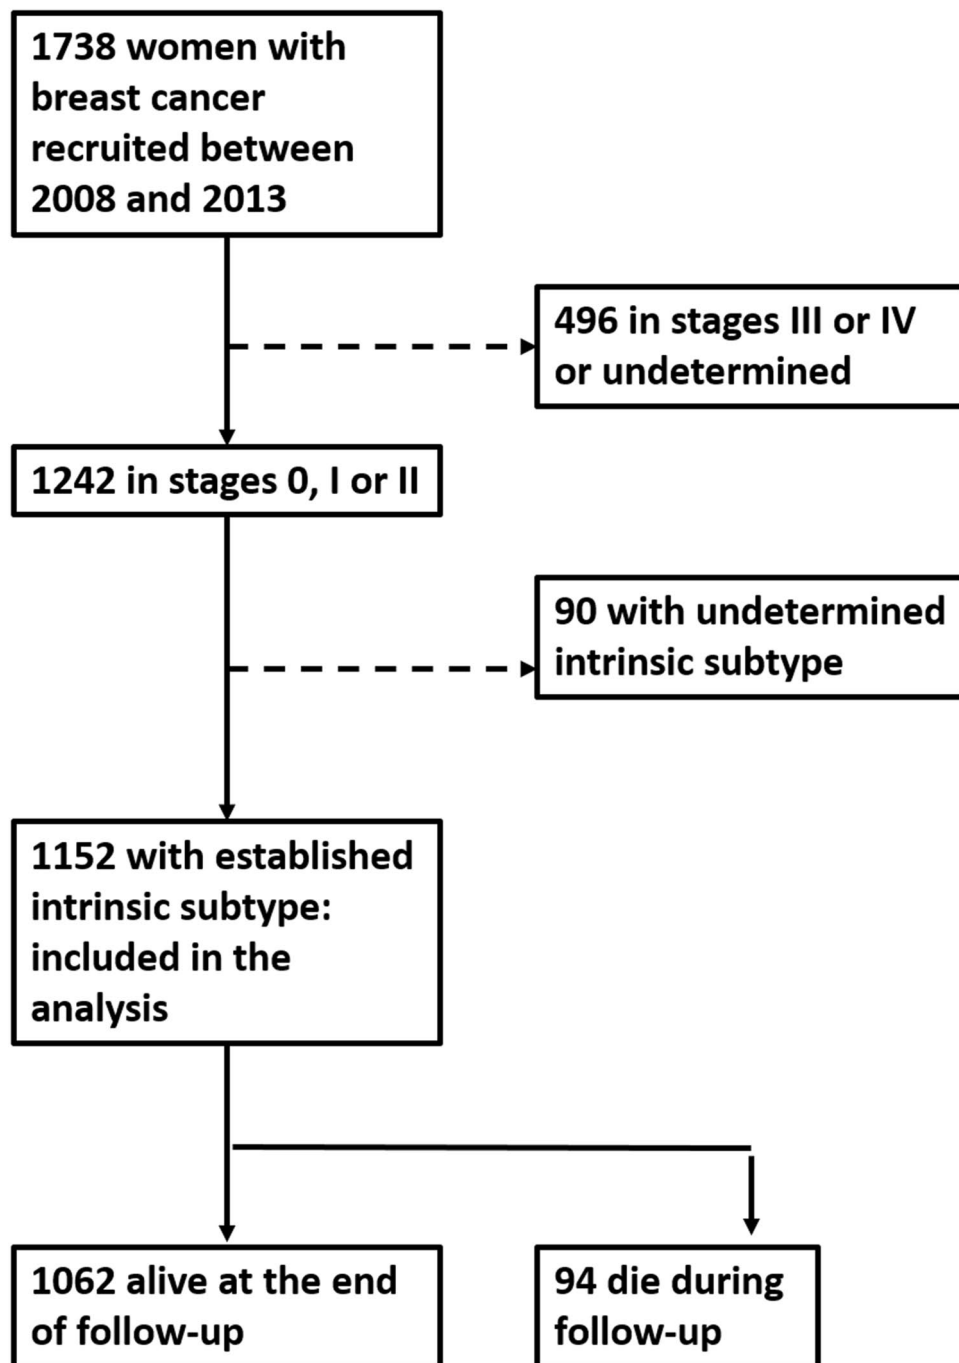 1738 women with
breast cancer
recruited between
2008 and 2013
496 in stages III or IV
or undetermined
1242 in stages 0, I or II
90 with undetermined
intrinsic subtype
1152 with established
intrinsic subtype:
included in the
analysis
1062 alive at the end
of follow-up
94 die during
follow-up